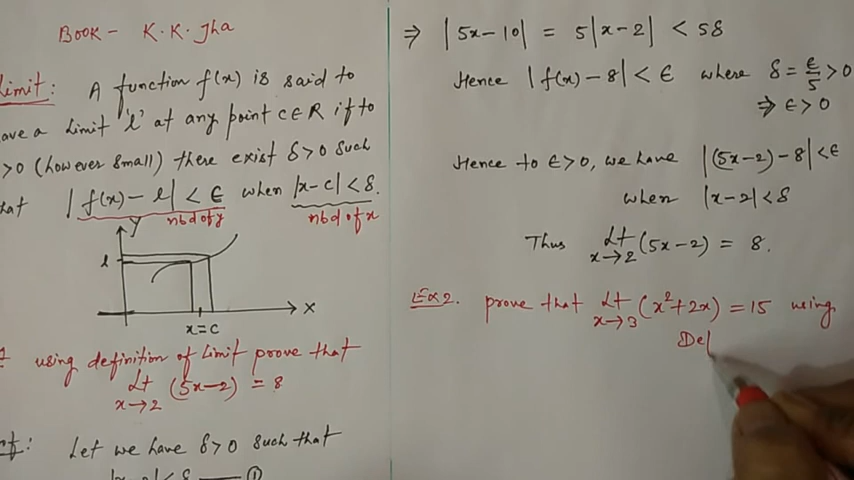 Book - K.K. Jha
Limit: A function f(x) is said to
have a Limit 'l' at any point c∈R if to
>0 (however small) there exist δ>0 such
that |f(x) - l| < ∈ when |x-c| < δ.
nbd of y nbd of x
y
l
x
x=c
using definition of Limit prove that
Lt (5x-2) = 8
x→2
Let we have δ>0 such that
|x-2| < δ —— ①
⇒ |5x-10| = 5|x-2| < 5δ
Hence |f(x)-8| < ∈ where δ = ∈/5 > 0
⇒ ∈ > 0
Hence to ∈>0, we have |(5x-2)-8| < ∈
when |x-2| < δ
Thus Lt (5x-2) = 8.
x→2
Ex2. prove that Lt (x²+2x) = 15 using
x→3
Def